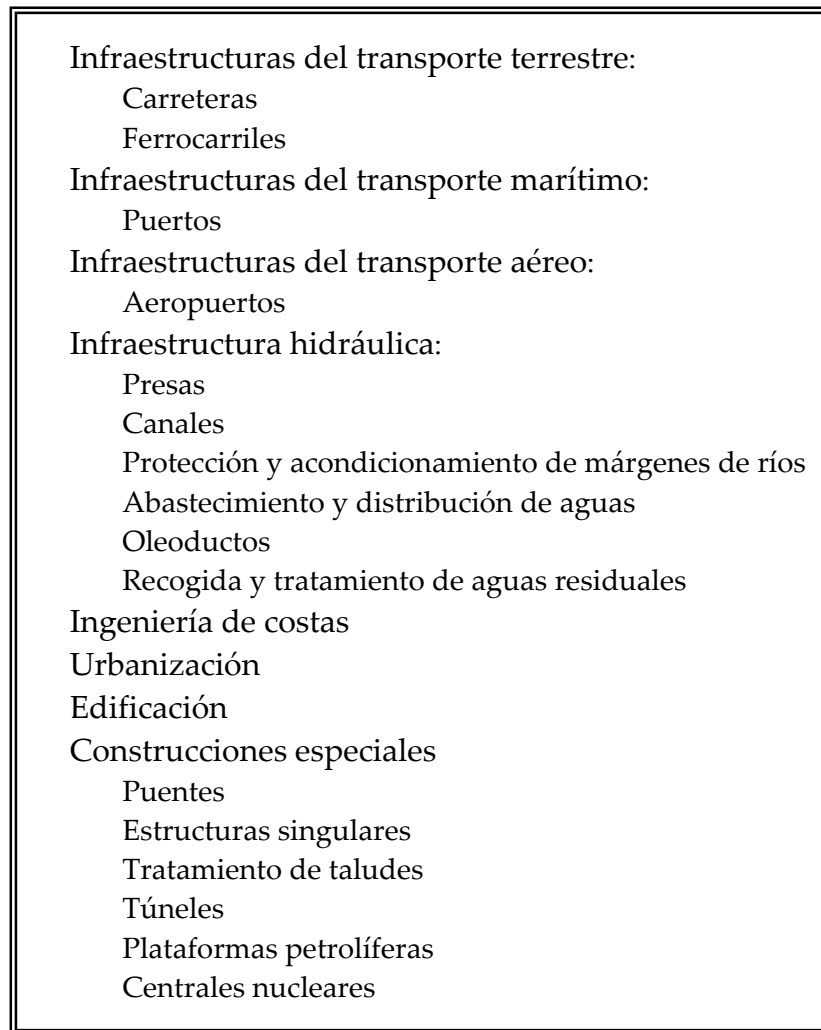 Infraestructuras del transporte terrestre:
Carreteras
Ferrocarriles
Infraestructuras del transporte marítimo:
Puertos
Infraestructuras del transporte aéreo:
Aeropuertos
Infraestructura hidráulica:
Presas
Canales
Protección y acondicionamiento de márgenes de ríos
Abastecimiento y distribución de aguas
Oleoductos
Recogida y tratamiento de aguas residuales
Ingeniería de costas
Urbanización
Edificación
Construcciones especiales
Puentes
Estructuras singulares
Tratamiento de taludes
Túneles
Plataformas petrolíferas
Centrales nucleares